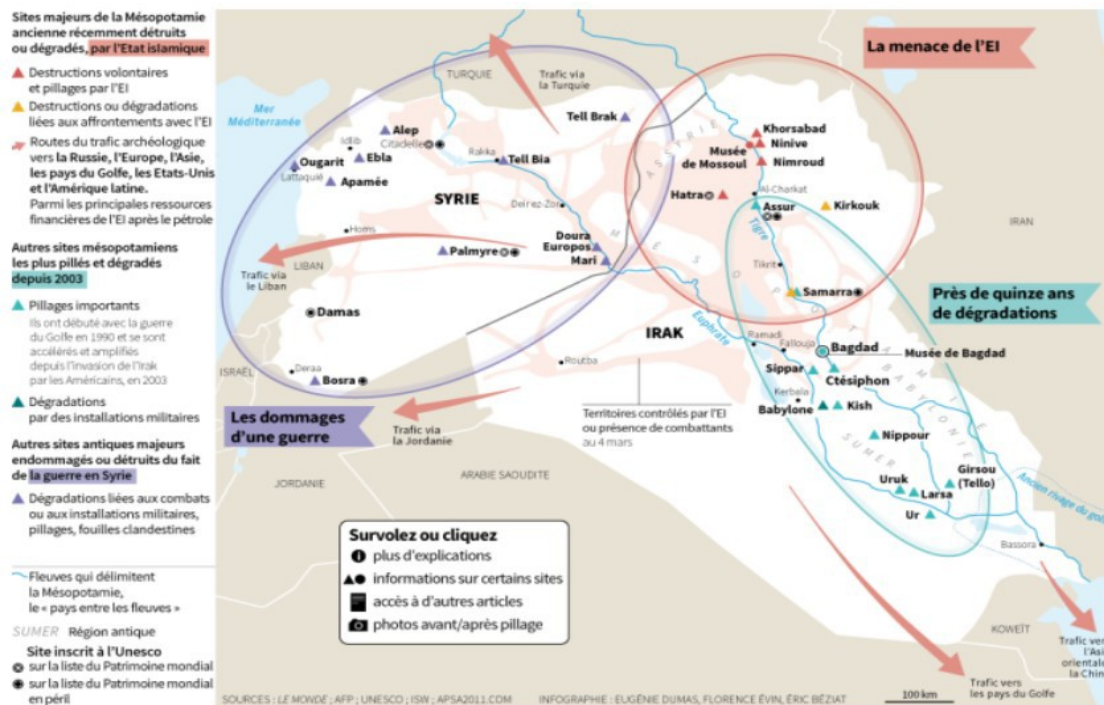 Sites majeurs de la Mésopotamie
ancienne récemment détruits
ou dégradés, par l'Etat islamique
Destructions volontaires
et pillages par l'EI
Destructions ou dégradations
liées aux affrontements avec l'EI
Routes du trafic archéologique
vers la Russie, l'Europe, l'Asie,
les pays du Golfe, les Etats-Unis
et l'Amérique latine.
Parmi les principales ressources
financières de l'EI après le pétrole
Autres sites mésopotamiens
les plus pillés et dégradés
depuis 2003
Pillages importants
Ils ont débuté avec la guerre
du Golfe en 1990 et se sont
accélérés et amplifiés
depuis l'invasion de l'Irak
par les Américains, en 2003
Dégradations
par des installations militaires
Autres sites antiques majeurs
endommagés ou détruits du fait
de la guerre en Syrie
Dégradations liées aux combats
ou aux installations militaires,
pillages, fouilles clandestines
Fleuves qui délimitent
la Mésopotamie,
le « pays entre les fleuves »
SUMER Région antique
Site inscrit à l'Unesco
sur la liste du Patrimoine mondial
sur la liste du Patrimoine mondial
en péril
La menace de l'EI
TURQUIE
Trafic via
la Turquie
Mer
Méditerranée
Tell Brak
Alep
Citadelle
Idlib
Ougarit
Ebla
Lattaquié
Apamée
Rakka
Tell Bia
SYRIE
Deir ez-Zor
Homs
Palmyre
Doura
Europos
Mari
Trafic via
le Liban
LIBAN
Damas
ISRAËL
Deraa
Bosra
Les dommages
d'une guerre
Trafic via
la Jordanie
JORDANIE
ARABIE SAOUDITE
ASSYRIE
Khorsabad
Ninive
Musée
de Mossoul
Nimroud
Hatra
Al-Charkat
Assur
Kirkouk
Tigre
IRAN
MÉSOPOTAMIE
Tikrit
Samarra
Près de quinze ans
de dégradations
IRAK
Euphrate
Ramadi
Fallouja
Bagdad
Musée de Bagdad
Routba
Sippar
Ctésiphon
Kerbala
BABYLONIE
Babylone
Kish
Territoires contrôlés par l'EI
ou présence de combattants
au 4 mars
Nippour
SUMER
Girsou
(Tello)
Uruk
Larsa
Ur
Ancien rivage du
Bassora
KOWEÏT
Trafic
l'Asi
orientale
la Chin
Trafic vers
les pays du Golfe
Survolez ou cliquez
plus d'explications
informations sur certains sites
accès à d'autres articles
photos avant/après pillage
SOURCES : LE MONDE ; AFP ; UNESCO ; ISW ; APSA2011.COM INFOGRAPHIE : EUGÉNIE DUMAS, FLORENCE ÉVIN, ÉRIC BÉZIAT
100 km